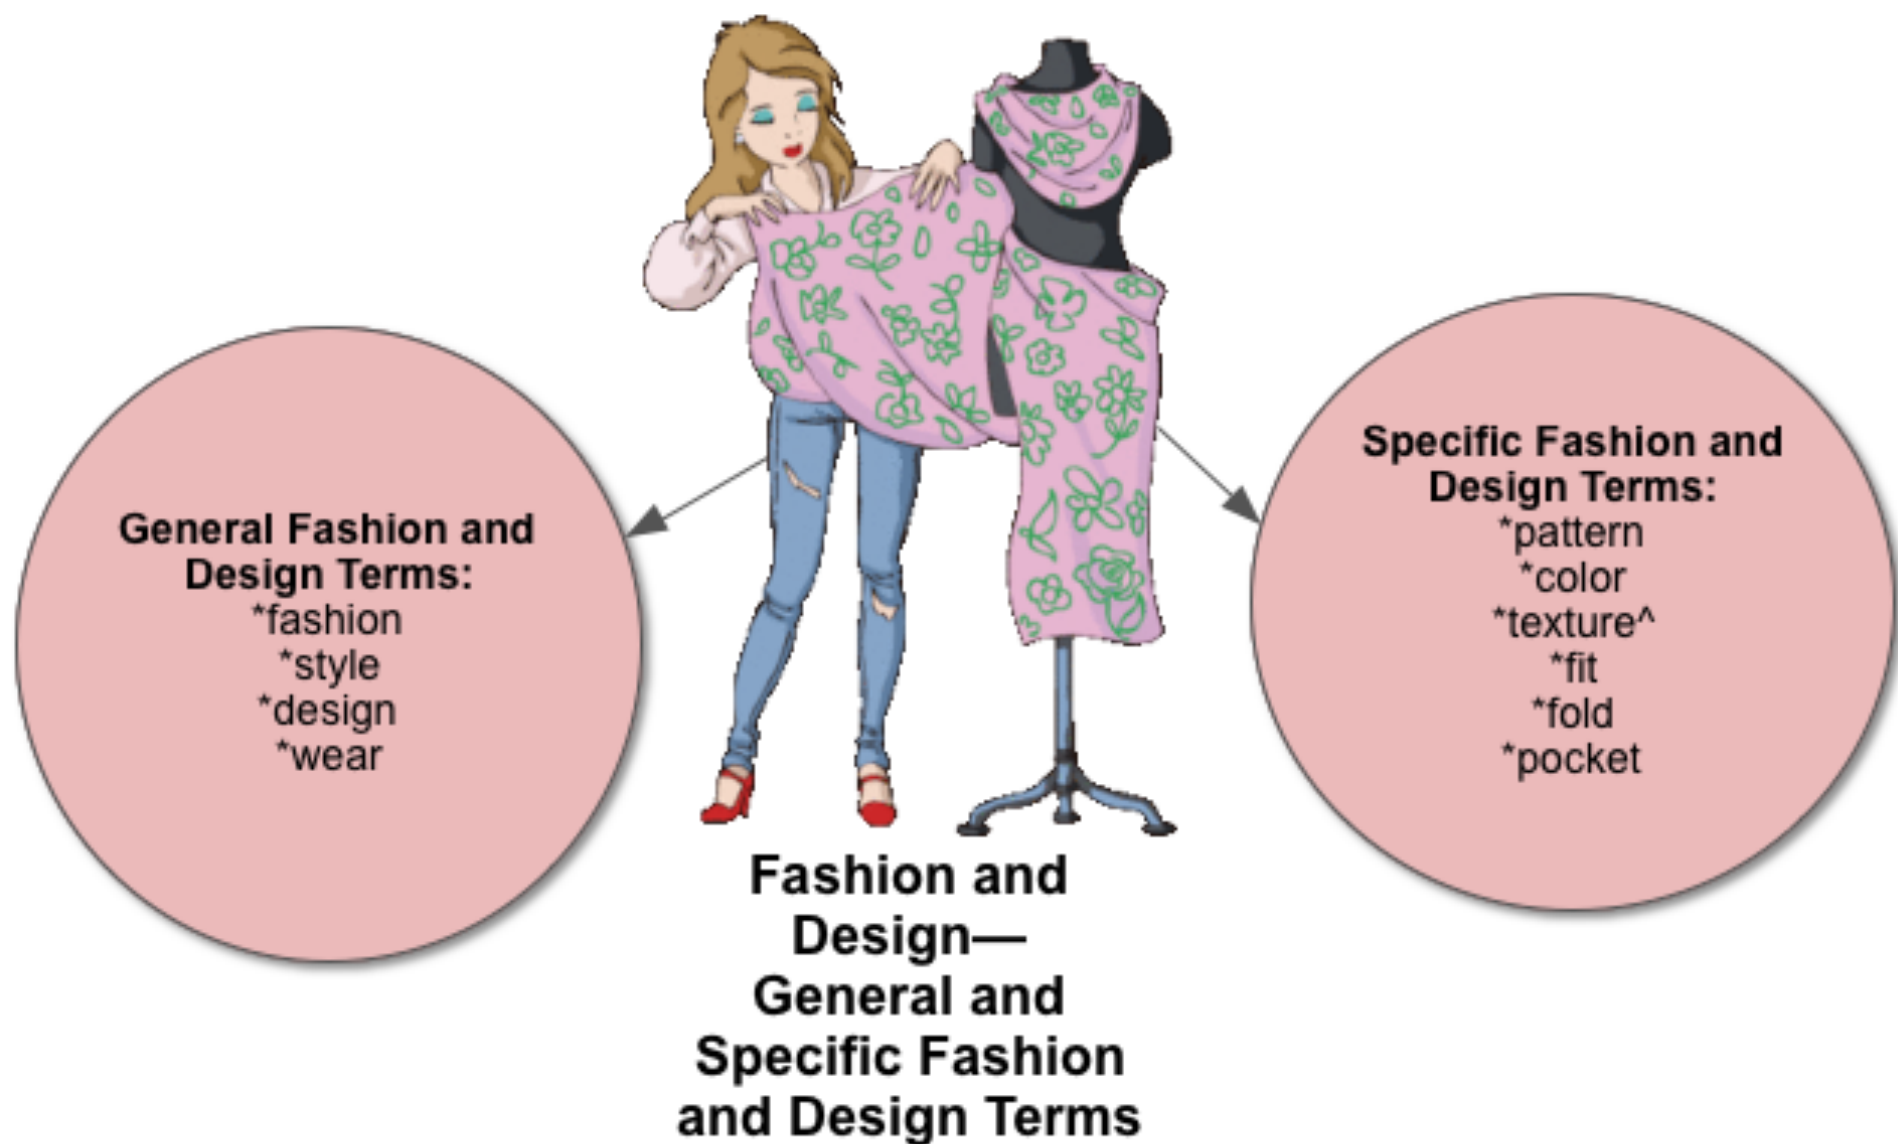 General Fashion and
Design Terms:
*fashion
*style
*design
*wear
Specific Fashion and
Design Terms:
*pattern
*color
*texture^
*fit
*fold
*pocket
Fashion and
Design—
General and
Specific Fashion
and Design Terms